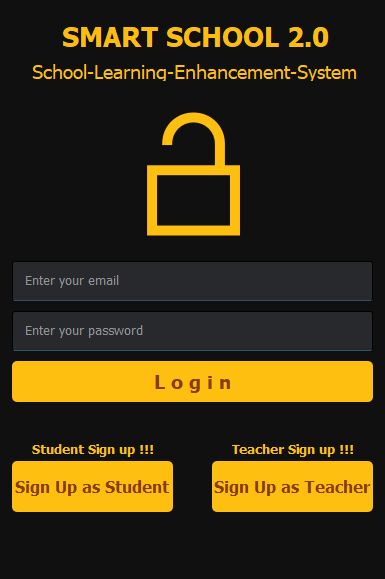 SMART SCHOOL 2.0
School-Learning-Enhancement-System
Enter your email
Enter your password
Login
Student Sign up !!! Teacher Sign up !!!
Sign Up as Student Sign Up as Teacher